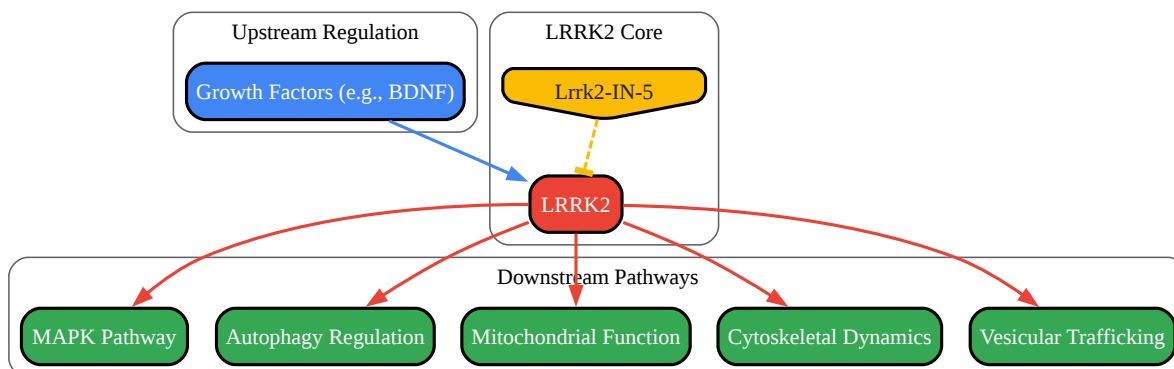 Upstream Regulation
LRRK2 Core
Growth Factors (e.g., BDNF)
Lrrk2-IN-5
LRRK2
Downstream Pathways
MAPK Pathway
Autophagy Regulation
Mitochondrial Function
Cytoskeletal Dynamics
Vesicular Trafficking